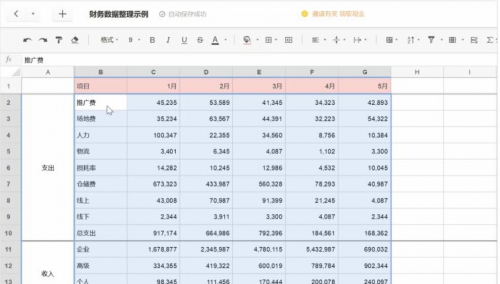 财务数据整理示例 自动保存成功 邀请有奖 领取现金
格式 9 B I U S A
fx 推广费
A B C D E F G H I
1 项目 1月 2月 3月 4月 5月
2 推广费 45,235 53,589 41,345 34,323 42,893
3 场地费 35,234 63,567 44,391 32,223 54,322
4 人力 100,347 22,355 34,560 8,756 10,384
5 物流 3,401 6,345 4,087 1,102 3,300
6 支出 损耗率 14,282 10,245 12,986 4,532 10,045
7 仓储费 673,323 433,987 560,328 78,293 40,987
8 线上 43,008 70,987 91,399 21,245 4,087
9 线下 2,344 3,911 3,300 4,087 2,344
10 总支出 917,174 664,986 792,396 184,561 168,362
11 企业 1,678,877 2,345,987 4,780,115 5,432,987 690,032
12 收入 高级 334,355 419,322 600,019 789,784 902,344
13 个人 98,345 111,456 170,444 200,078 240,097